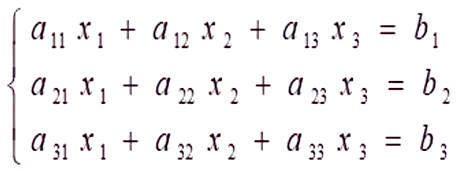 a₁₁ x₁ + a₁₂ x₂ + a₁₃ x₃ = b₁
a₂₁ x₁ + a₂₂ x₂ + a₂₃ x₃ = b₂
a₃₁ x₁ + a₃₂ x₂ + a₃₃ x₃ = b₃